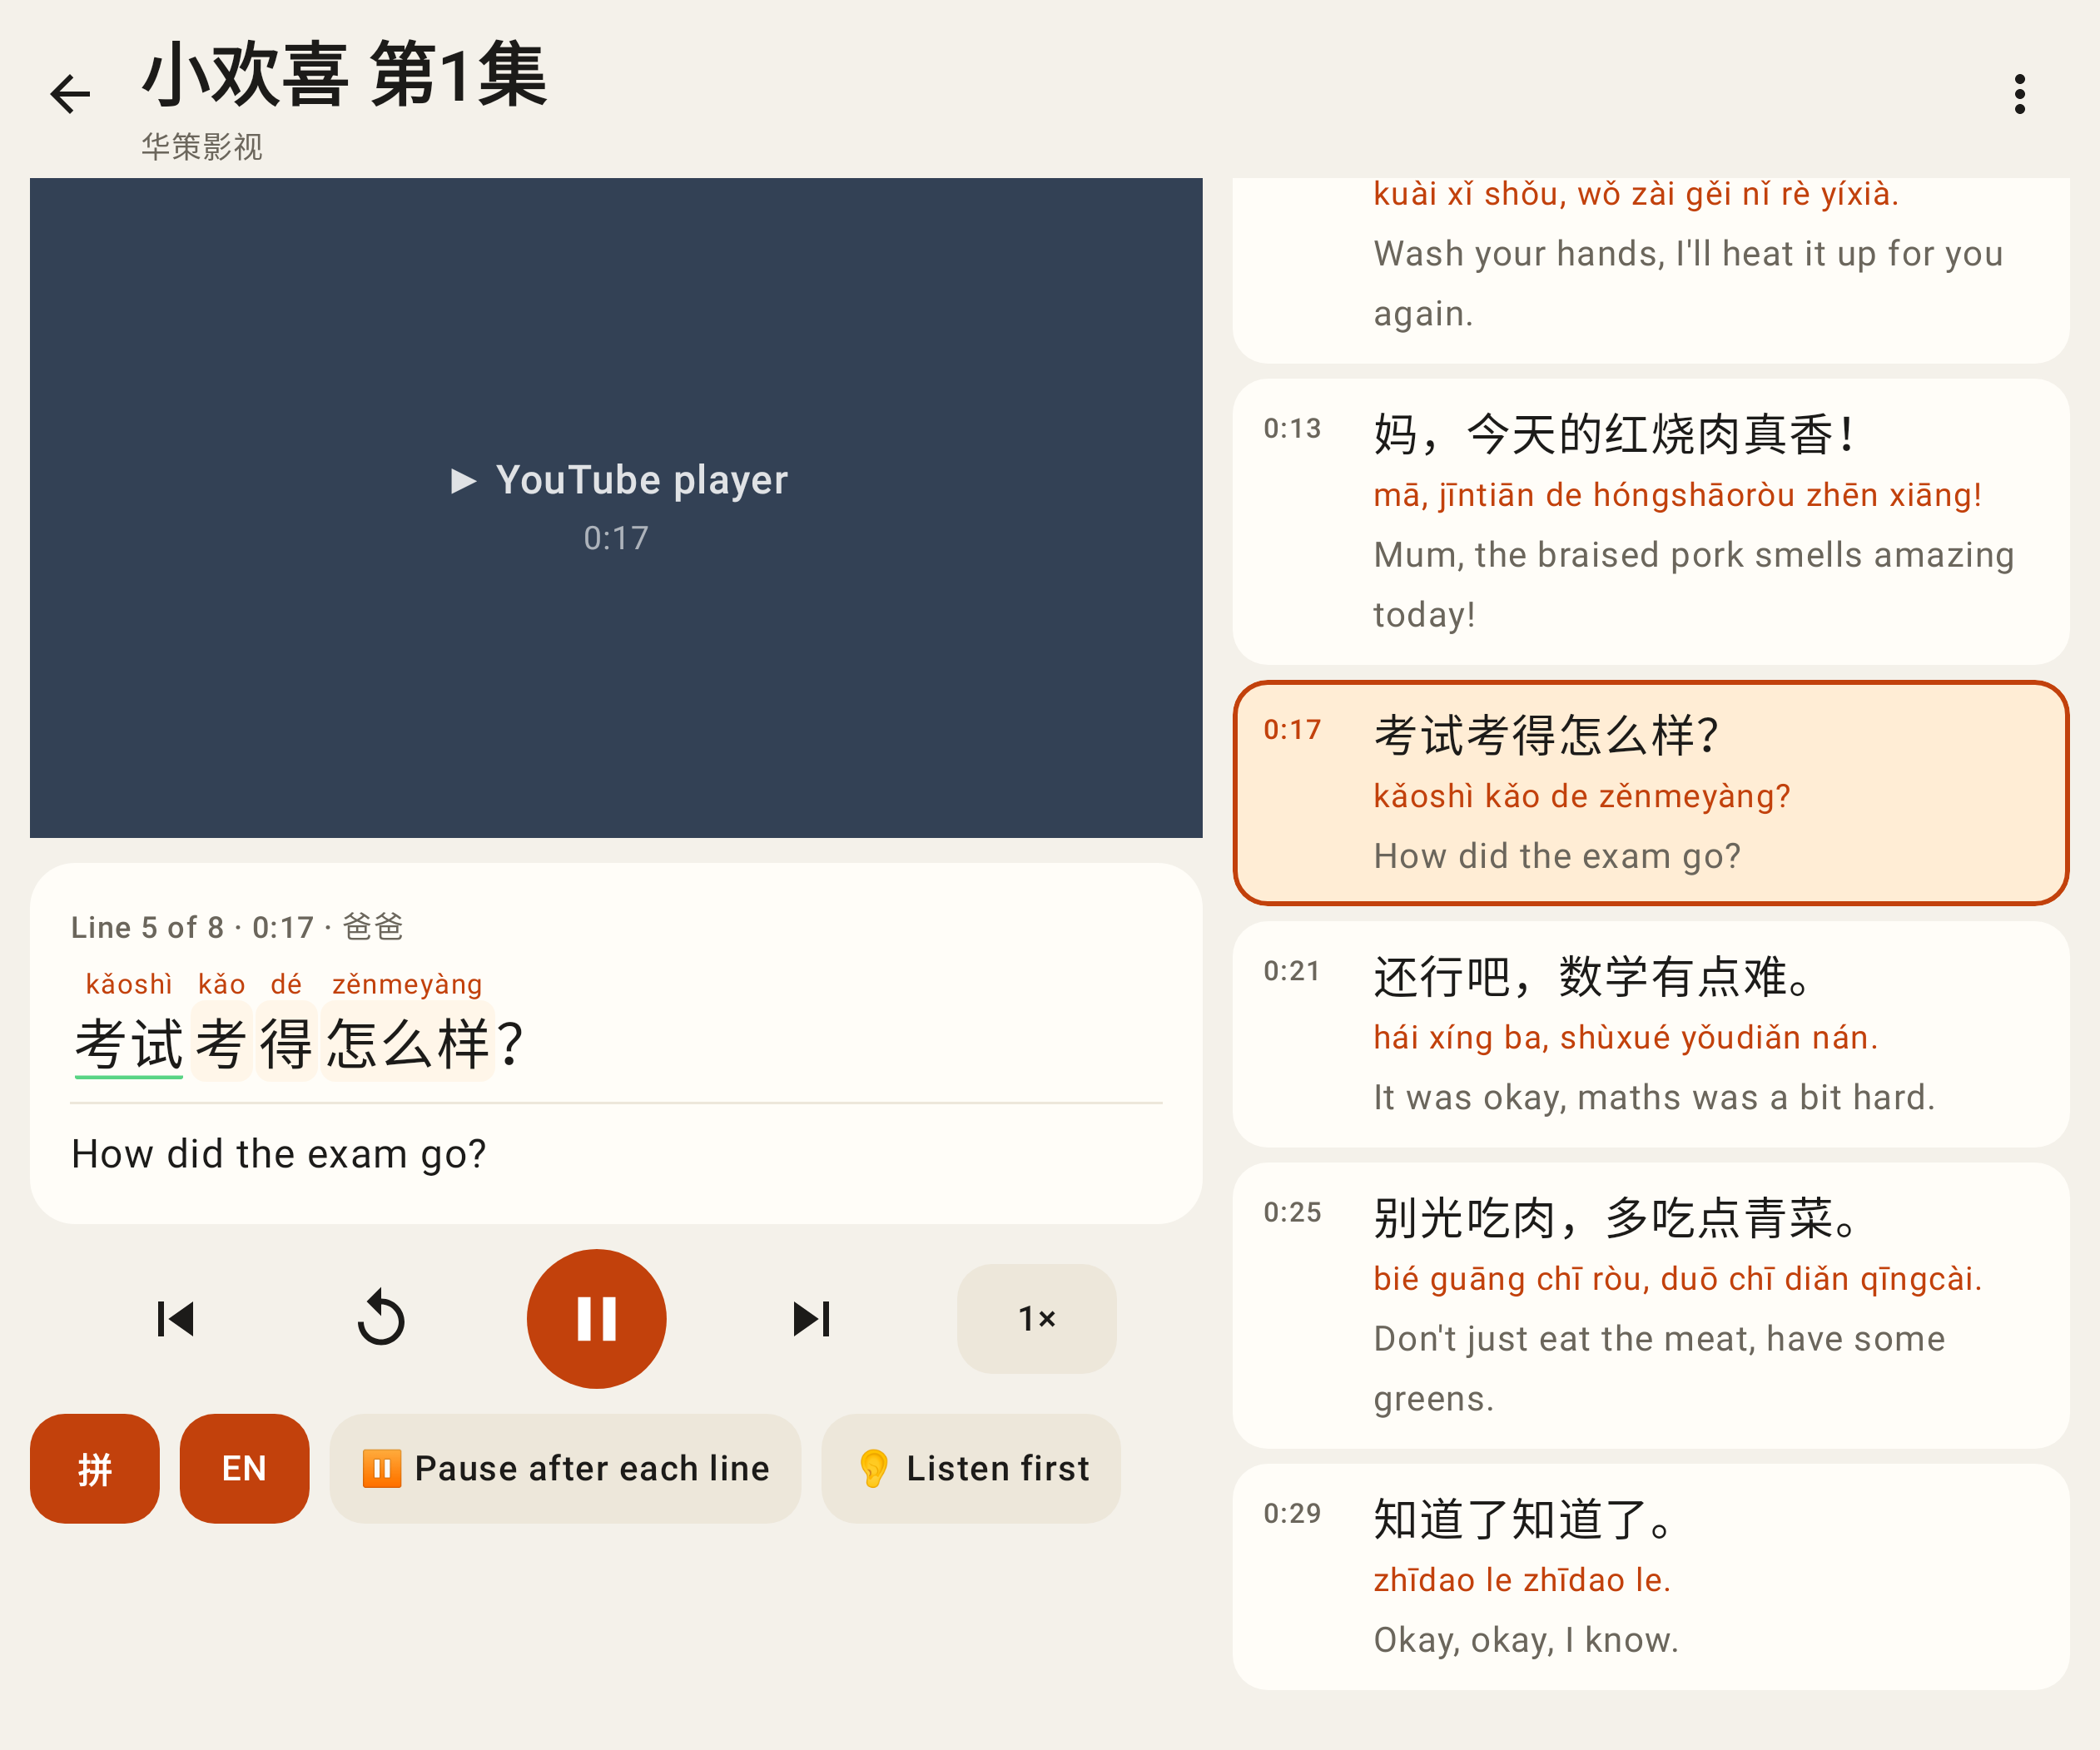 小欢喜 第1集
华策影视
▶ YouTube player
0:17
Line 5 of 8 · 0:17 · 爸爸
kǎoshì kǎo dé zěnmeyàng
考试考得怎么样？
How did the exam go?
1×
拼
EN
⏸️ Pause after each line
👂 Listen first
kuài xǐ shǒu, wǒ zài gěi nǐ rè yíxià.
Wash your hands, I'll heat it up for you
again.
0:13
妈，今天的红烧肉真香！
mā, jīntiān de hóngshāoròu zhēn xiāng!
Mum, the braised pork smells amazing
today!
0:17
考试考得怎么样？
kǎoshì kǎo de zěnmeyàng?
How did the exam go?
0:21
还行吧，数学有点难。
hái xíng ba, shùxué yǒudiǎn nán.
It was okay, maths was a bit hard.
0:25
别光吃肉，多吃点青菜。
bié guāng chī ròu, duō chī diǎn qīngcài.
Don't just eat the meat, have some
greens.
0:29
知道了知道了。
zhīdao le zhīdao le.
Okay, okay, I know.